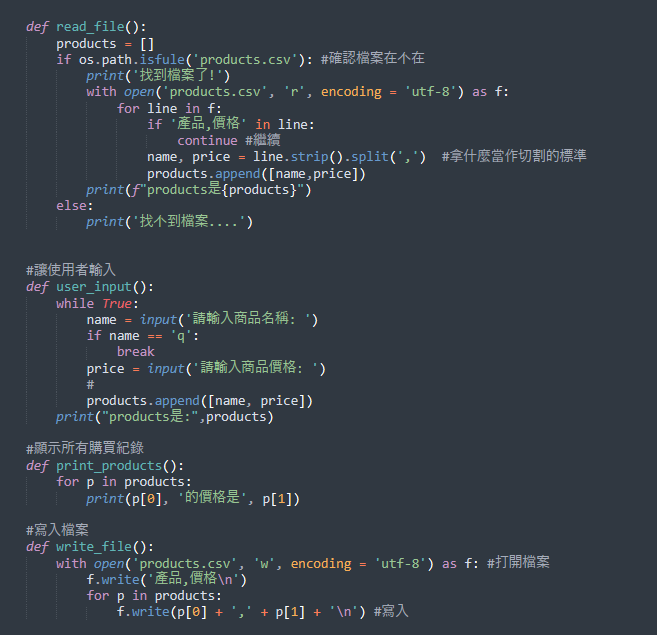 def read_file():
    products = []
    if os.path.isfule('products.csv'): #確認檔案在不在
        print('找到檔案了!')
        with open('products.csv', 'r', encoding = 'utf-8') as f:
            for line in f:
                if '產品,價格' in line:
                    continue #繼續
                name, price = line.strip().split(',')  #拿什麼當作切割的標準
                products.append([name,price])
        print(f"products是{products}")
    else:
        print('找不到檔案....')
#讓使用者輸入
def user_input():
    while True:
        name = input('請輸入商品名稱: ')
        if name == 'q':
            break
        price = input('請輸入商品價格: ')
        #
        products.append([name, price])
    print("products是:",products)
#顯示所有購買紀錄
def print_products():
    for p in products:
        print(p[0], '的價格是', p[1])
#寫入檔案
def write_file():
    with open('products.csv', 'w', encoding = 'utf-8') as f: #打開檔案
        f.write('產品,價格\n')
        for p in products:
            f.write(p[0] + ',' + p[1] + '\n') #寫入